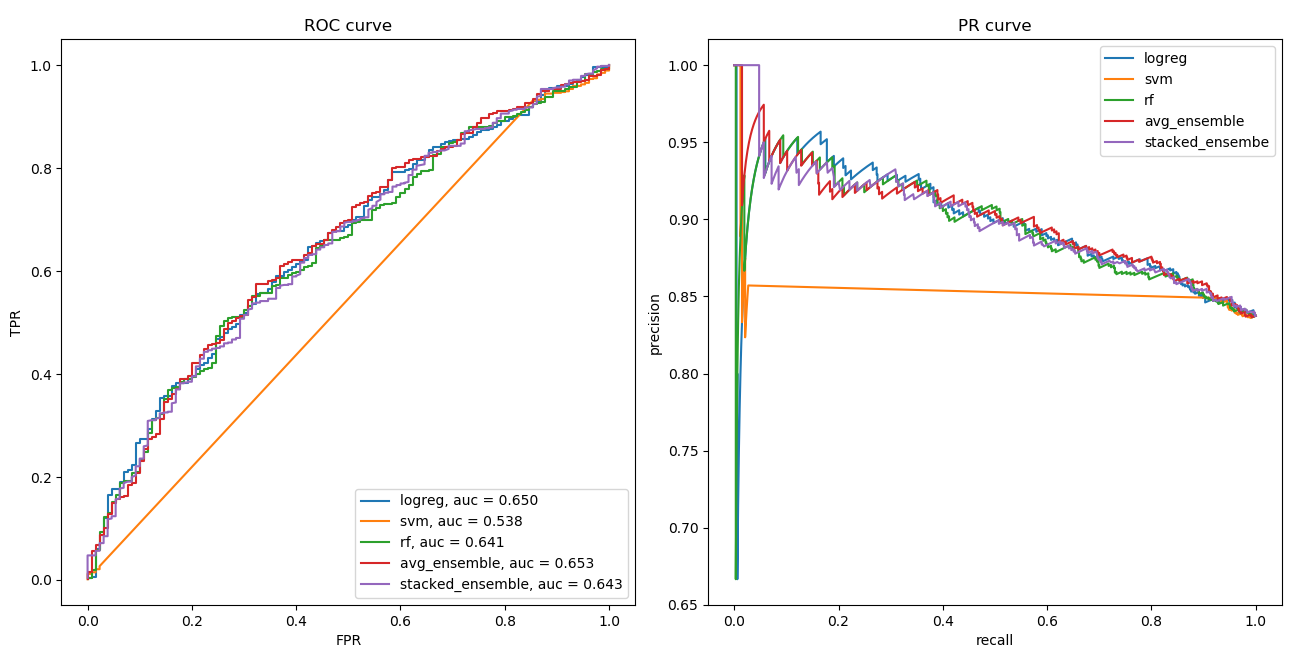 ROC curve
1.0
0.8
0.6
0.4
0.2
0.0
TPR
0.0
0.2
0.4
0.6
0.8
1.0
FPR
logreg, auc = 0.650
svm, auc = 0.538
rf, auc = 0.641
avg_ensemble, auc = 0.653
stacked_ensemble, auc = 0.643
PR curve
1.00
0.95
0.90
0.85
0.80
0.75
0.70
0.65
precision
0.0
0.2
0.4
0.6
0.8
1.0
recall
logreg
svm
rf
avg_ensemble
stacked_ensembe